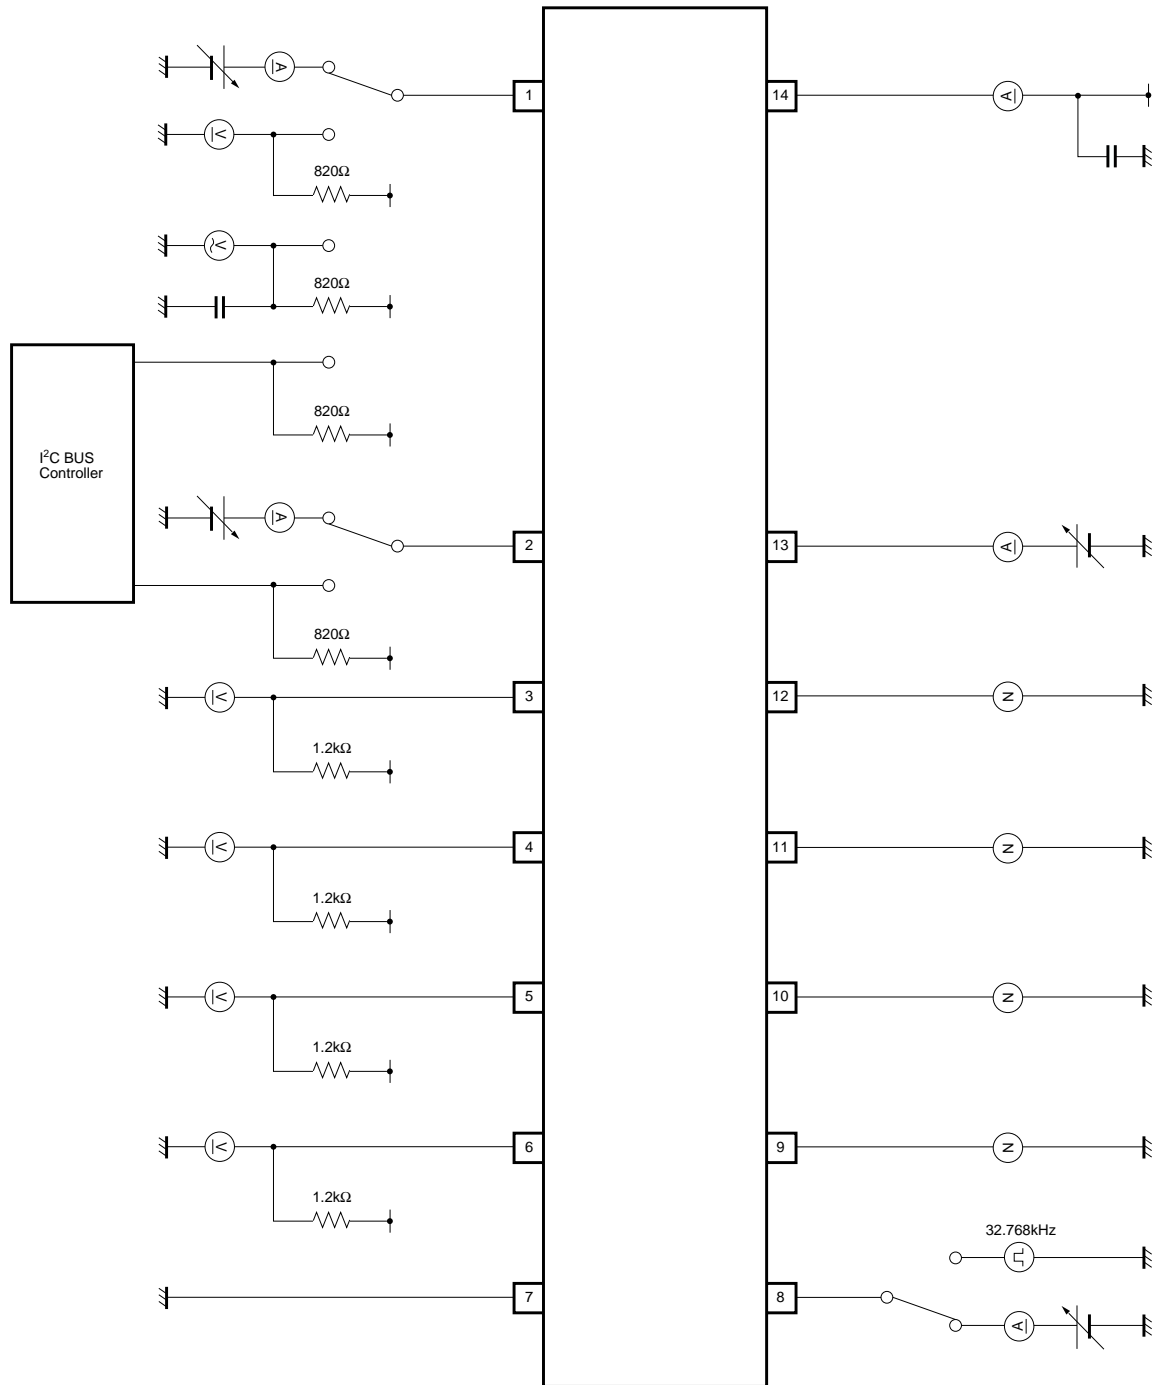 A
1
14
A
V
820Ω
V
820Ω
820Ω
I²C BUS
Controller
A
2
13
A
820Ω
V
3
12
N
1.2kΩ
V
4
11
N
1.2kΩ
V
5
10
N
1.2kΩ
V
6
9
N
1.2kΩ
32.768kHz
7
8
A